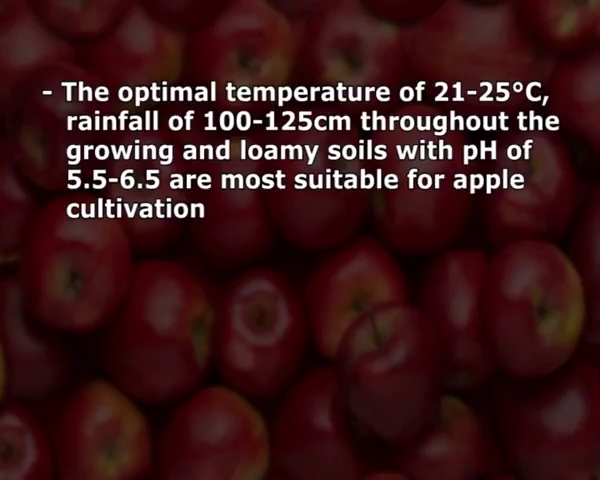 - The optimal temperature of 21-25°C,
rainfall of 100-125cm throughout the
growing and loamy soils with pH of
5.5-6.5 are most suitable for apple
cultivation